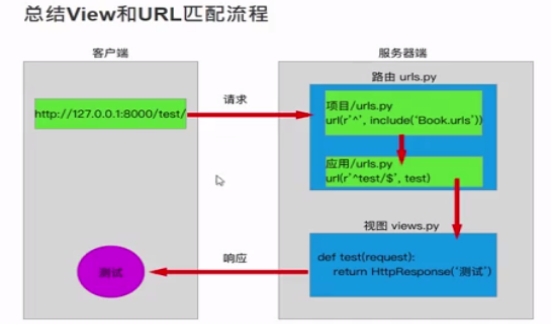 总结View和URL匹配流程
客户端
服务器端
路由 urls.py
http://127.0.0.1:8000/test/
请求
项目/urls.py
url(r'^', include('Book.urls'))
应用/urls.py
url(r'^test/$', test)
视图 views.py
def test(request):
return HttpResponse('测试')
响应
测试